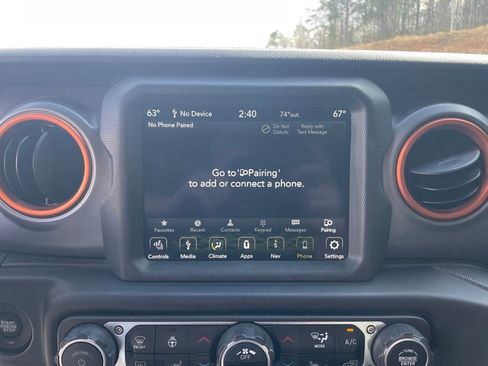 63° No Device 2:40 74°out. 67°
No Phone Paired
Do Not Disturb
Reply with Text Message
Go to 'Pairing'
to add or connect a phone.
Favorites Recent Contacts Keypad Messages Pairing
Controls Media Climate Apps Nav Phone Settings
FRONT OFF MODE A/C
VOLUME
BROWSE
ENTER